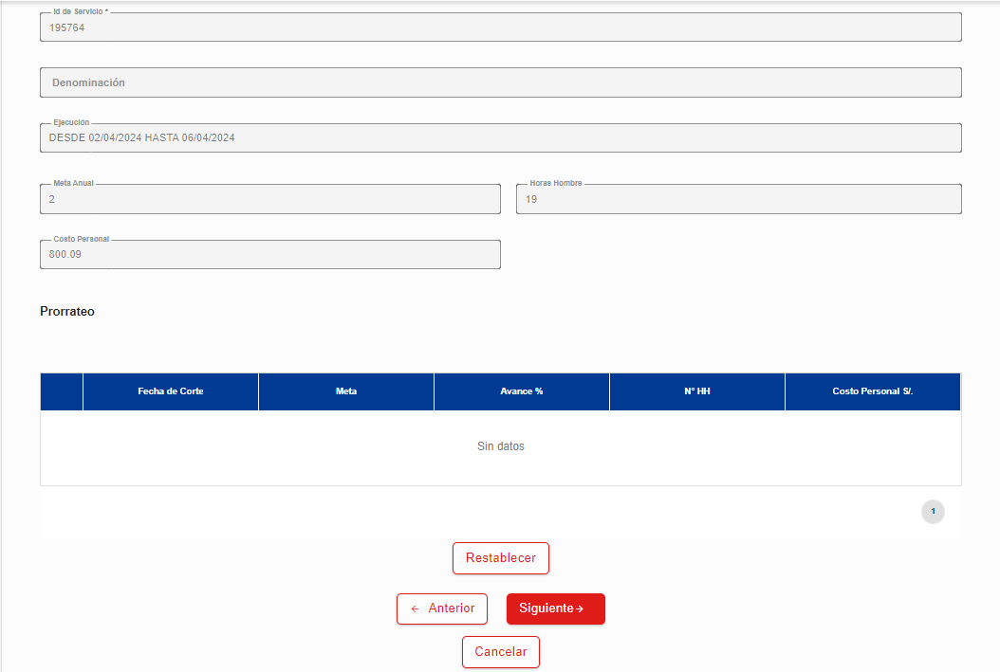 Id de Servicio *
195764
Denominación
Ejecución
DESDE 02/04/2024 HASTA 06/04/2024
Meta Anual
2
Horas Hombre
19
Costo Personal
800.09
Prorrateo
Fecha de Corte Meta Avance % N° HH Costo Personal S/.
Sin datos
1
Restablecer
← Anterior Siguiente →
Cancelar